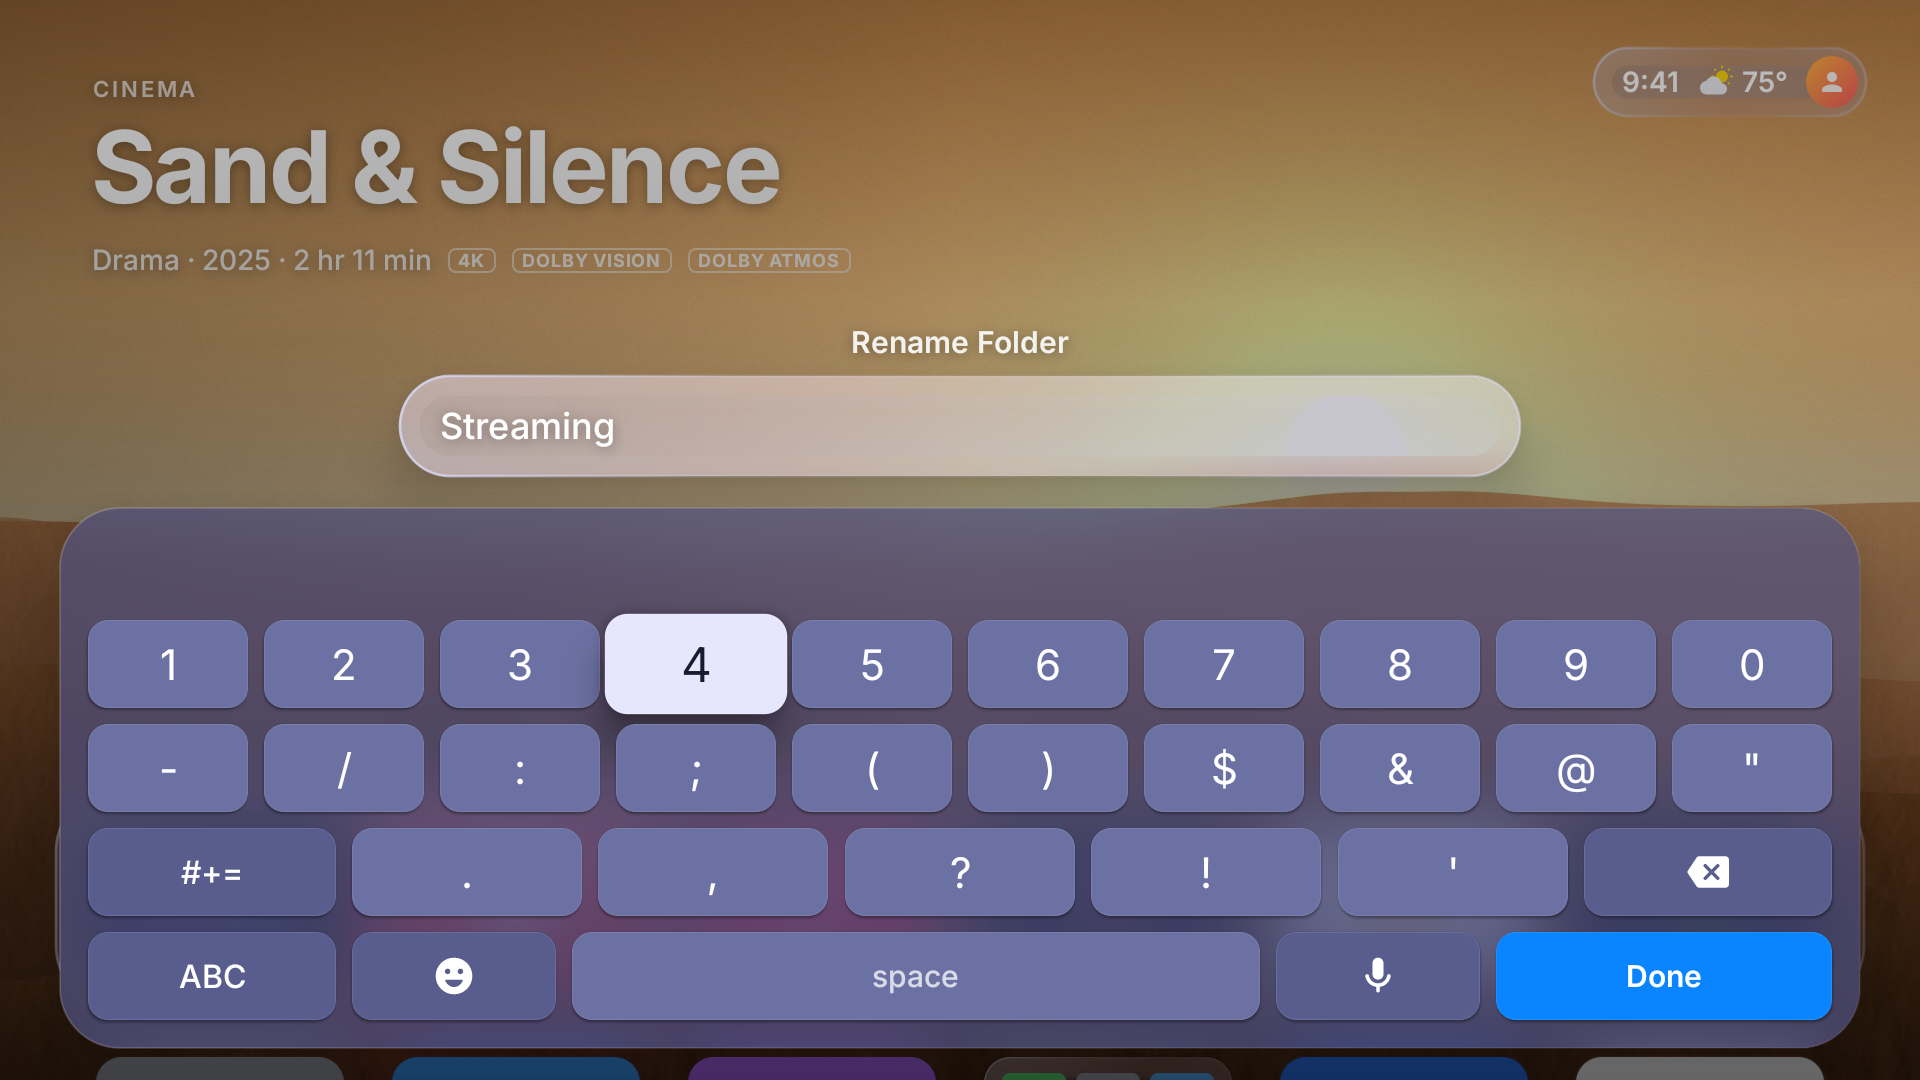 CINEMA
9:41 75°
Sand & Silence
Drama · 2025 · 2 hr 11 min 4K DOLBY VISION DOLBY ATMOS
Rename Folder
Streaming
1 2 3 4 5 6 7 8 9 0
- / : ; ( ) $ & @ "
#+= . , ? ! '
ABC space Done